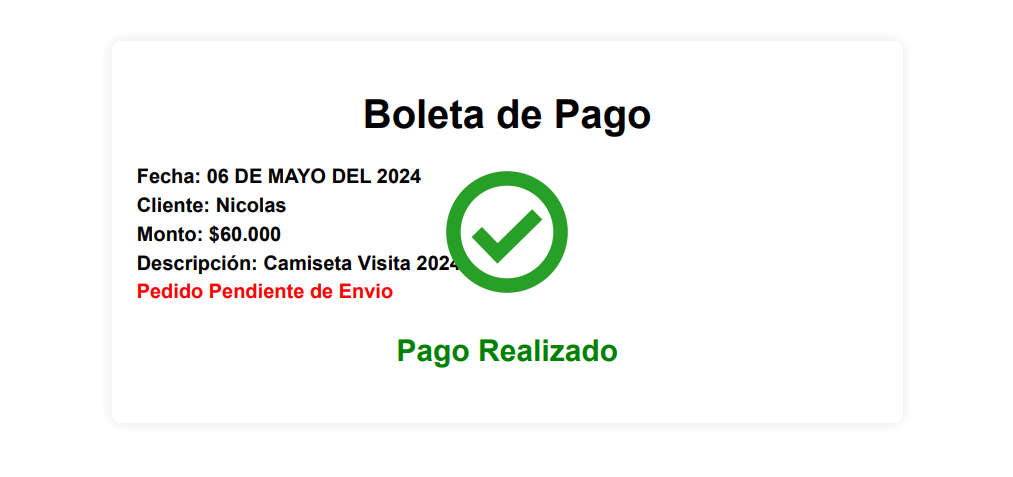 Boleta de Pago
Fecha: 06 DE MAYO DEL 2024
Cliente: Nicolas
Monto: $60.000
Descripción: Camiseta Visita 2024
Pedido Pendiente de Envio
Pago Realizado